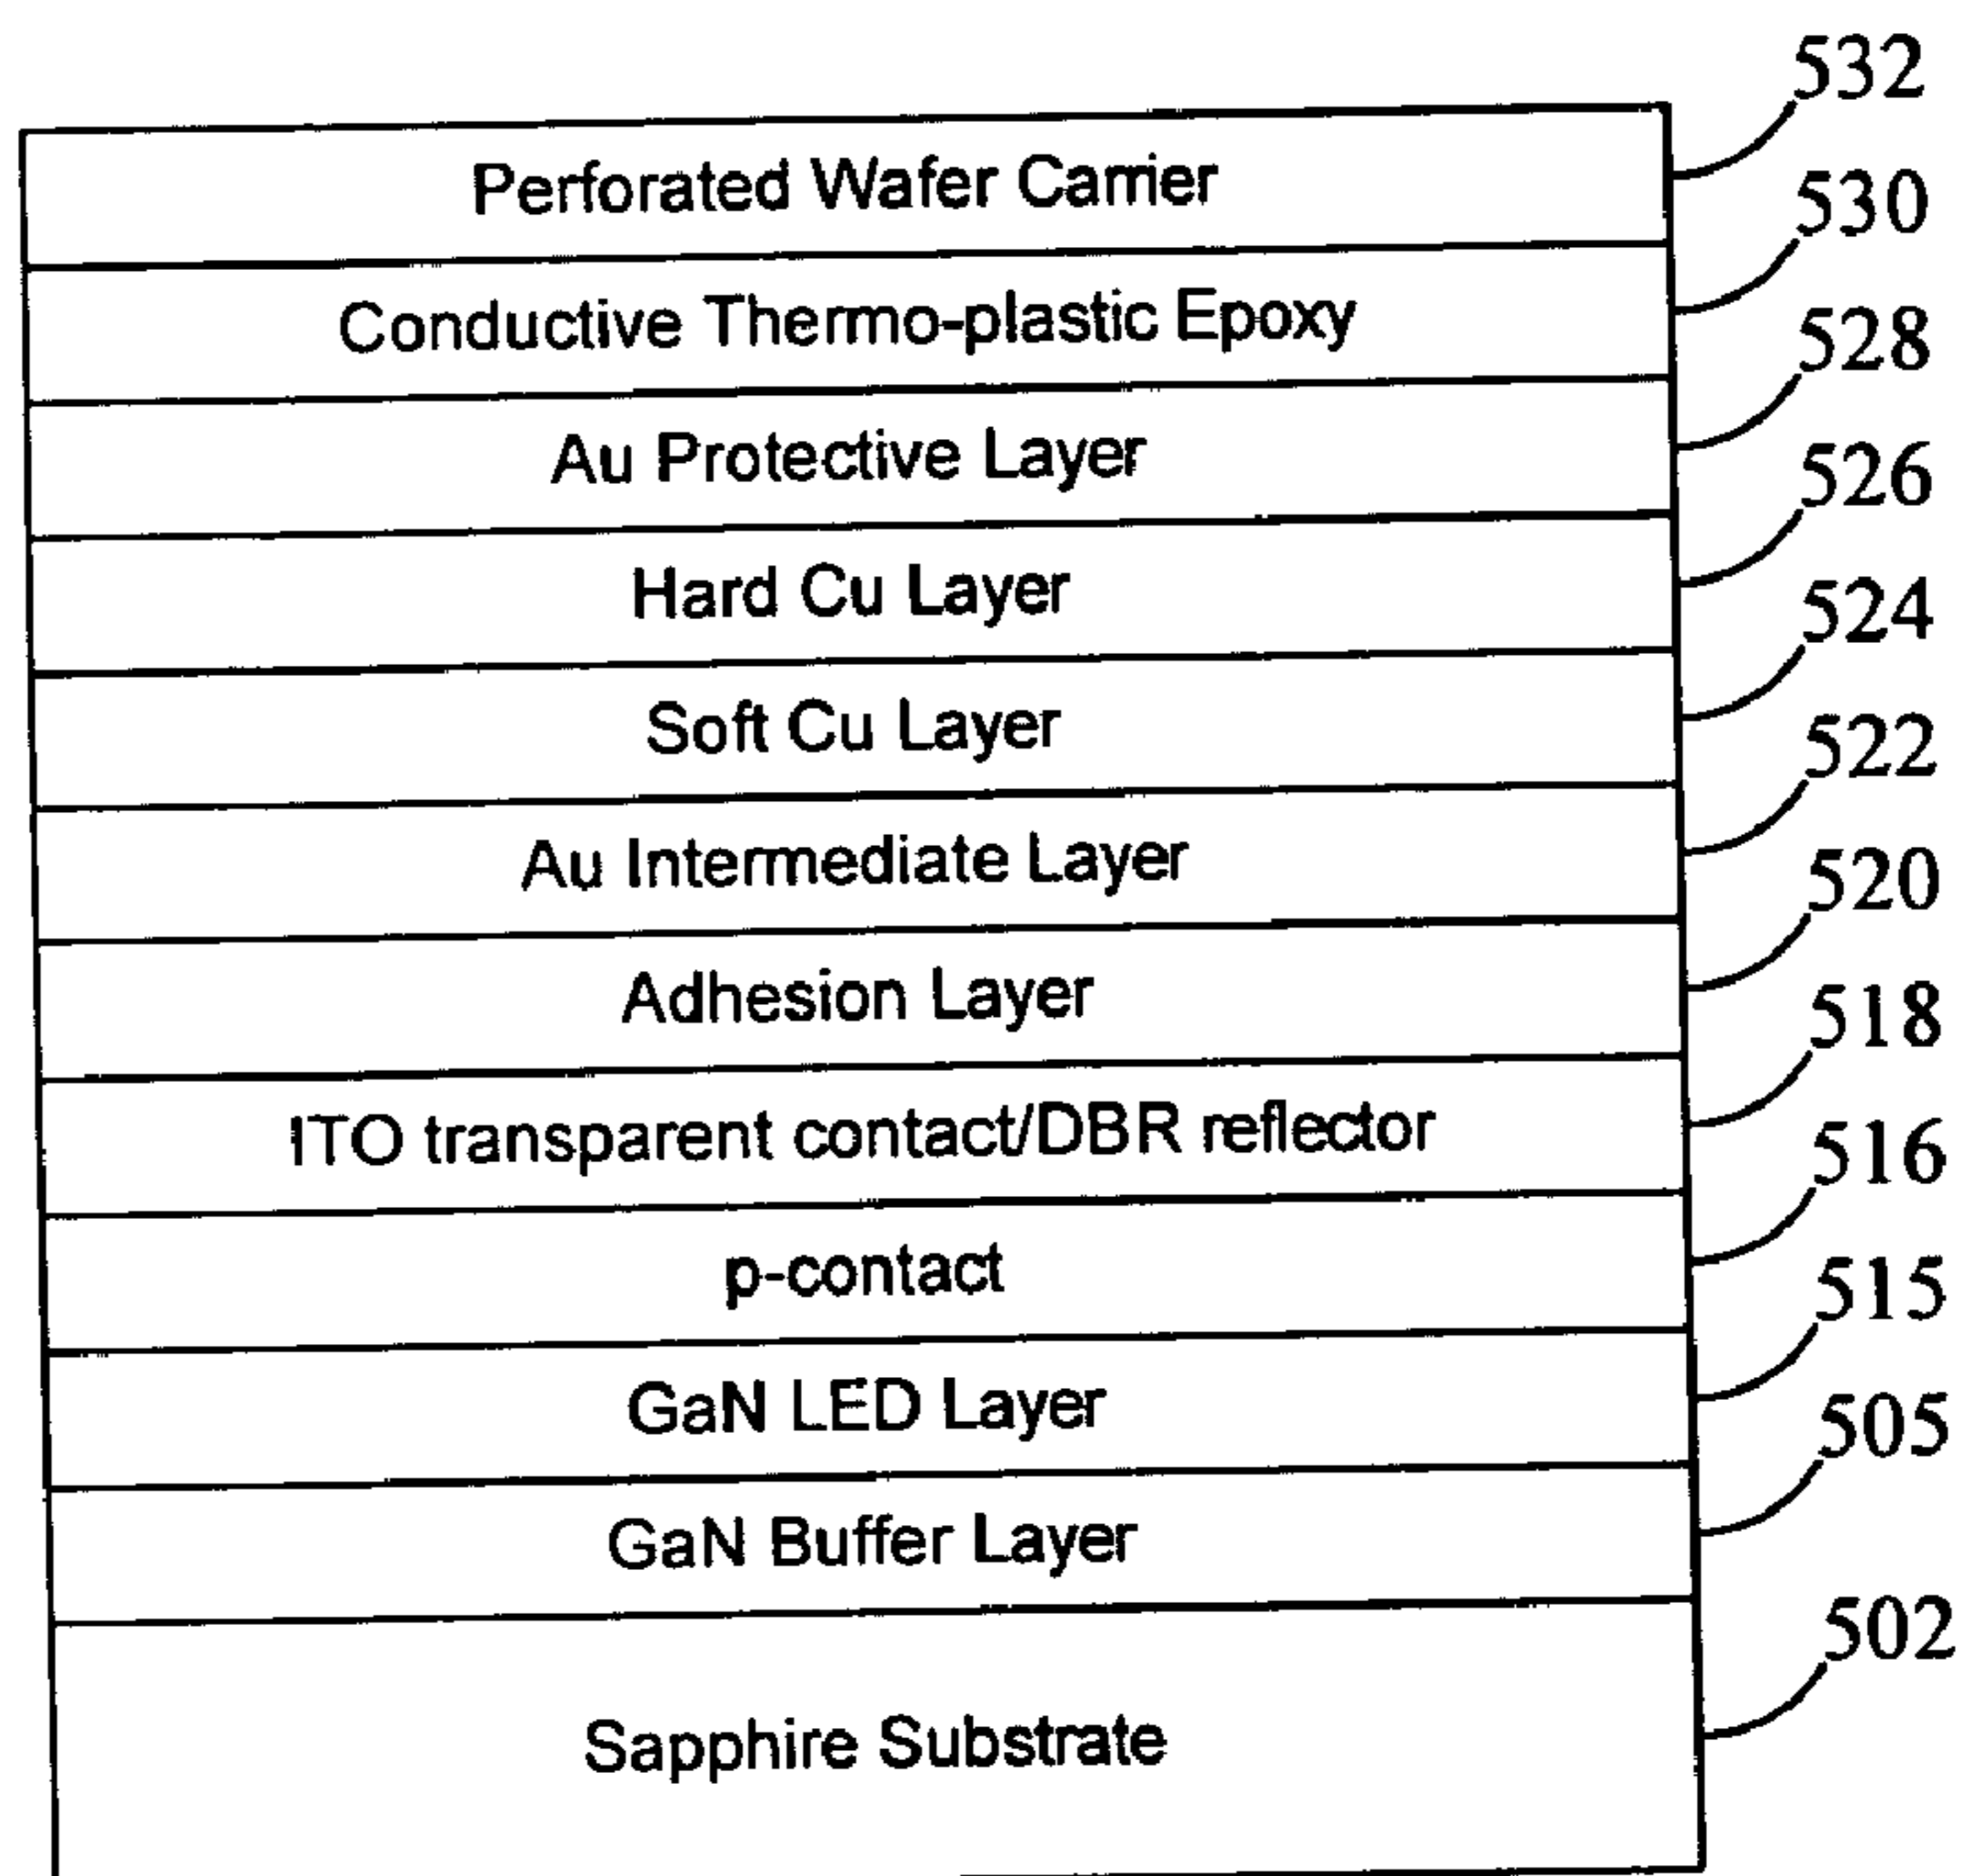 532
Perforated Wafer Carrier
530
Conductive Thermo-plastic Epoxy
528
Au Protective Layer
526
Hard Cu Layer
524
Soft Cu Layer
522
Au Intermediate Layer
520
Adhesion Layer
518
ITO transparent contact/DBR reflector
516
p-contact
515
GaN LED Layer
505
GaN Buffer Layer
502
Sapphire Substrate